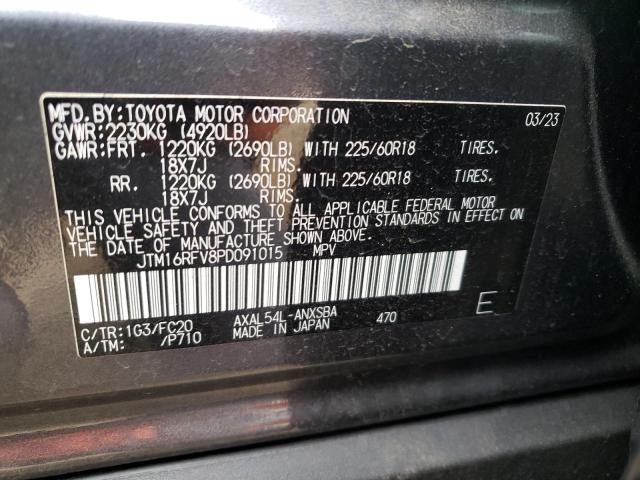 MFD.BY:TOYOTA MOTOR CORPORATION 03/23
GVWR:2230KG (4920LB)
GAWR:FRT. 1220KG (2690LB) WITH 225/60R18 TIRES.
18X7J RIMS.
RR. 1220KG (2690LB) WITH 225/60R18 TIRES.
18X7J RIMS.
THIS VEHICLE CONFORMS TO ALL APPLICABLE FEDERAL MOTOR
VEHICLE SAFETY AND THEFT PREVENTION STANDARDS IN EFFECT ON
THE DATE OF MANUFACTURE SHOWN ABOVE.
JTM16RFV8PD091015 MPV
C/TR:1G3/FC20 AXAL54L-ANXSBA 470 E
A/TM: /P710 MADE IN JAPAN